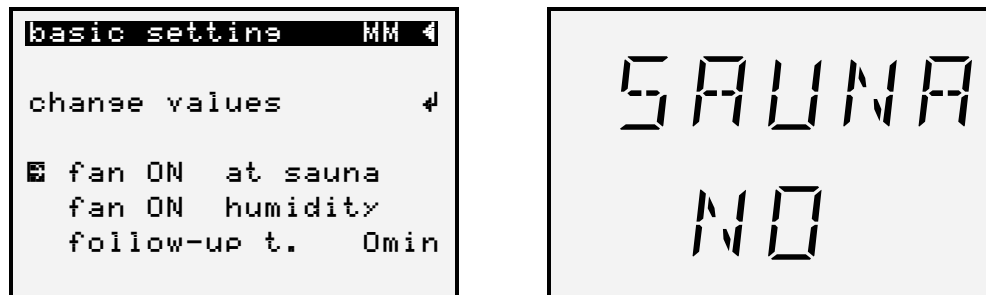 basic setting MM
change values
fan ON at sauna
fan ON humidity
follow-up t. 0min
SAUNA
NO